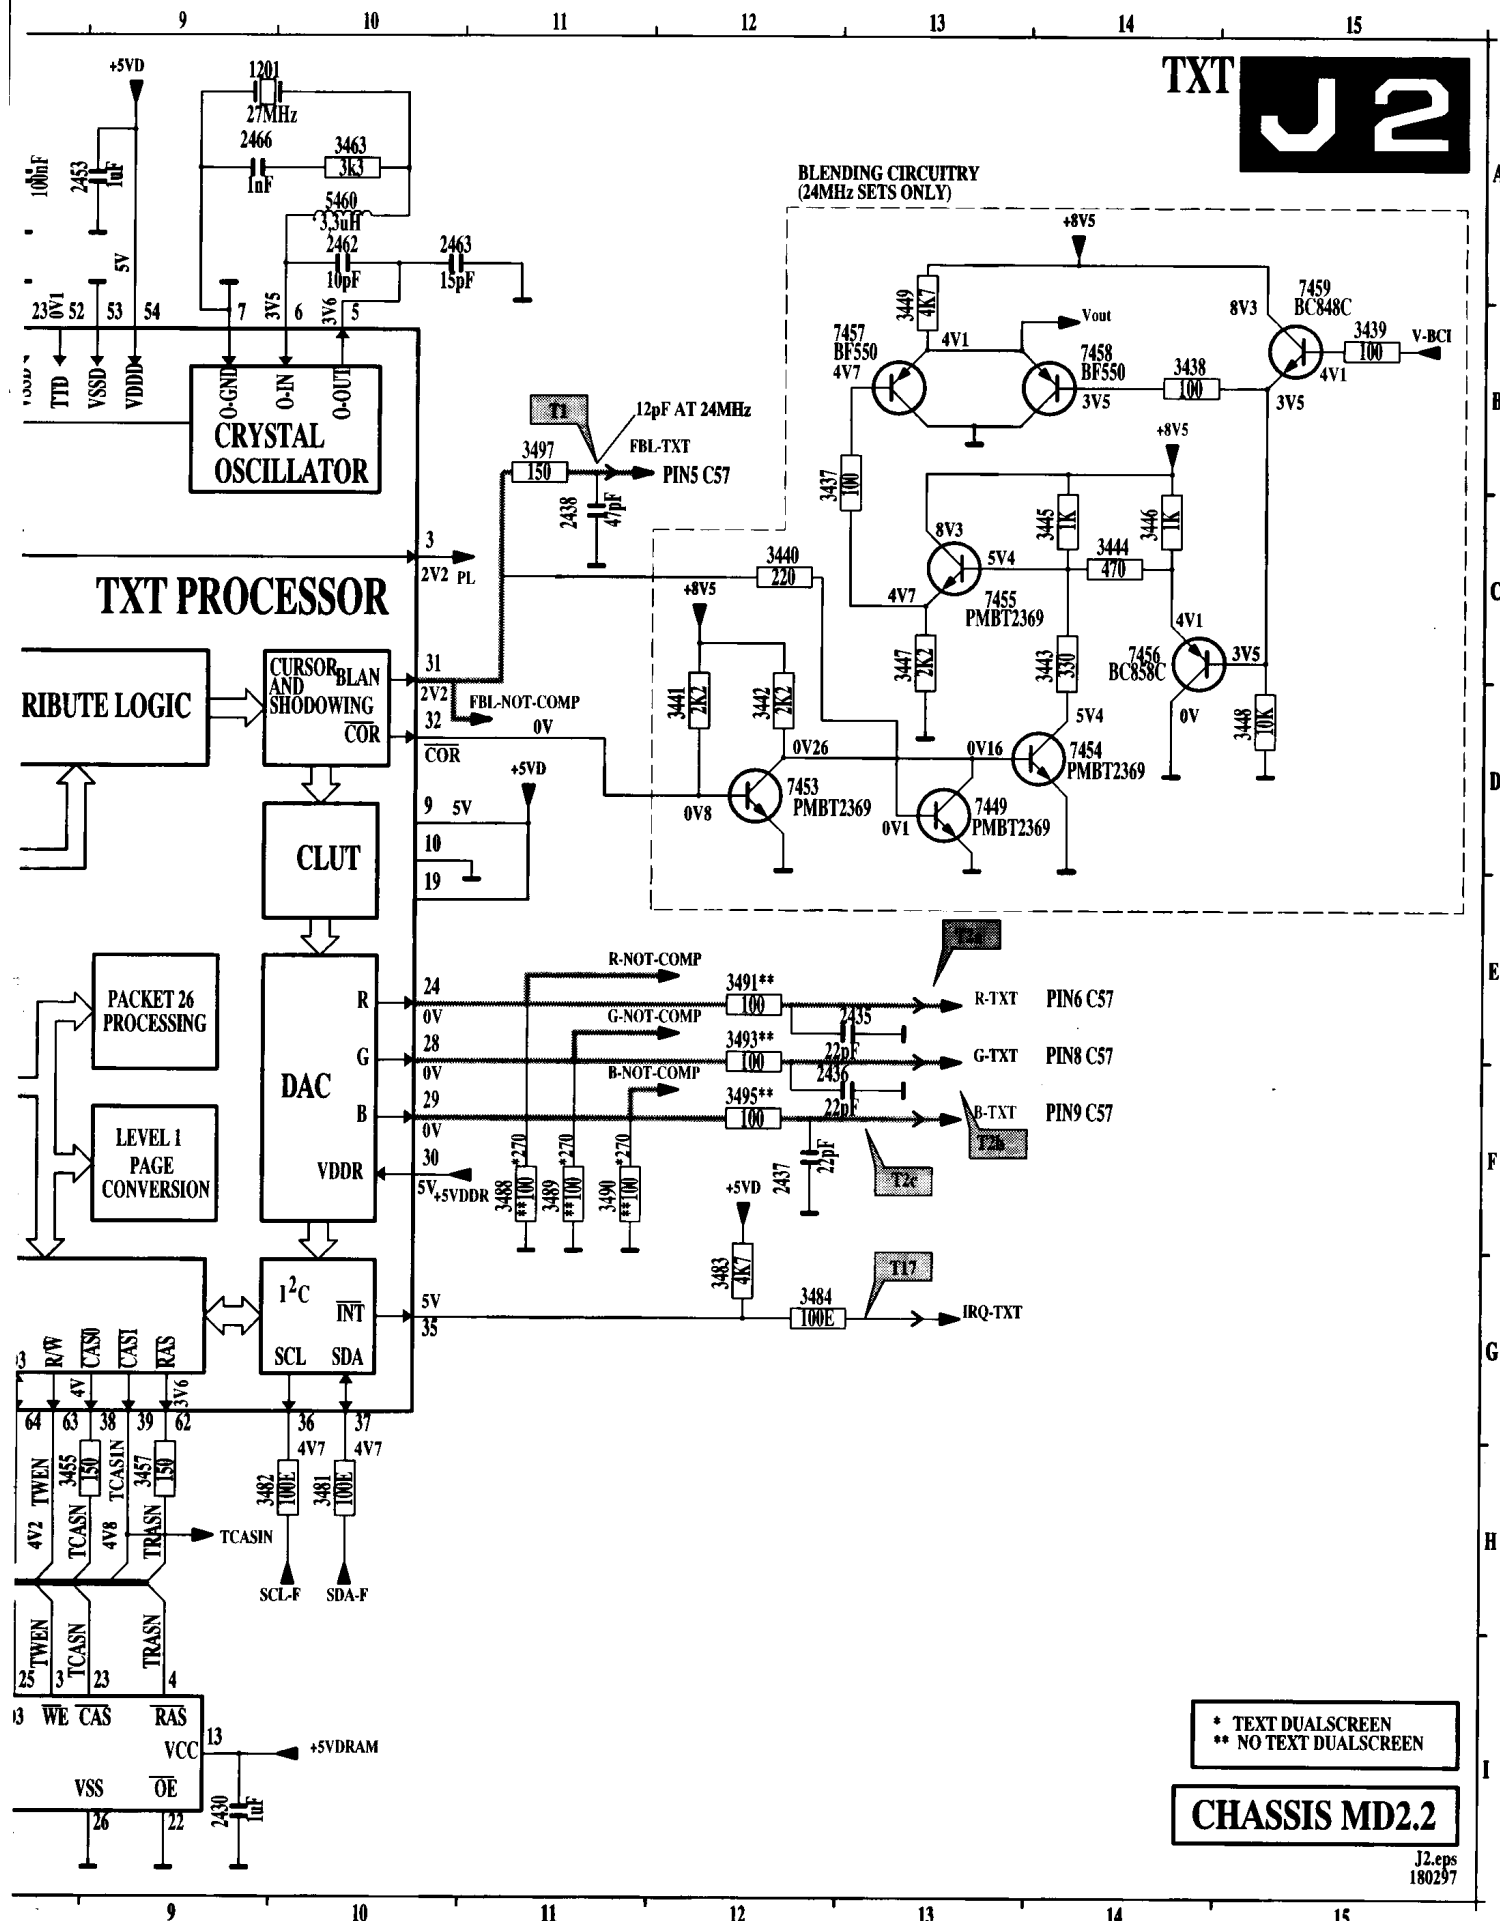 9 10 11 12 13 14 15
TXT J2
+5VD
1201
27MHz
2466
1nF
3463
3k3
5460
3,3uH
2462
10pF
2463
15pF
100nF
2453
1uF
5V
23 0V1 52 53 54 7 3V5 6 3V6 5
TTD VSSD VDDD O-GND O-IN O-OUT
CRYSTAL
OSCILLATOR
BLENDING CIRCUITRY
(24MHz SETS ONLY)
+8V5
3449
4K7
Vout
7459
BC848C
8V3
3439
100
V-BCI
4V1
7457
BF550
4V7
4V1
7458
BF550
3V5
3438
100
3V5
A
B
T1
12pF AT 24MHz
FBL-TXT
PIN5 C57
3497
150
2438
47pF
3437
100
+8V5
3445
1K
3446
1K
8V3
5V4
3444
470
3
2V2 PL
TXT PROCESSOR
3440
220
4V7
7455
PMBT2369
C
+8V5
3447
2K2
3443
330
4V1
7456
BC858C
3V5
0V
3448
10K
RIBUTE LOGIC
CURSOR
AND
SHODOWING
BLAN
COR
31
2V2
FBL-NOT-COMP
32
COR
0V
3441
2K2
3442
2K2
5V4
0V26
0V16
7454
PMBT2369
D
+5VD
7453
PMBT2369
0V8
0V1
7449
PMBT2369
9 5V
10
19
CLUT
PACKET 26
PROCESSING
LEVEL 1
PAGE
CONVERSION
DAC
R
G
B
VDDR
24
0V
28
0V
29
0V
30
5V
+5VDDR
R-NOT-COMP
G-NOT-COMP
B-NOT-COMP
3491**
100
3493**
100
3495**
100
2435
22pF
2436
22pF
2437
22pF
R-TXT PIN6 C57
G-TXT PIN8 C57
B-TXT PIN9 C57
T2a
T2b
T2c
E
F
3488
**100
*270
3489
**100
*270
3490
**100
*270
+5VD
3483
4K7
T17
3484
100E
IRQ-TXT
I2C
INT
SCL SDA
5V
35
R/W CAS0 CAS1 RAS
4V 3V6
64 63 38 39 62 36 37
G
4V7 4V7
TWEN
3455
150
TCAS1N
3457
150
3482
100E
3481
100E
4V2
TCASN
4V8
TRASN
TCASIN
SCL-F SDA-F
H
TWEN TCASN TRASN
25 3 23 4
WE CAS RAS
VCC 13
+5VDRAM
VSS OE
26 22
2430
1uF
* TEXT DUALSCREEN
** NO TEXT DUALSCREEN
I
CHASSIS MD2.2
J2.eps
180297
9 10 11 12 13 14 15